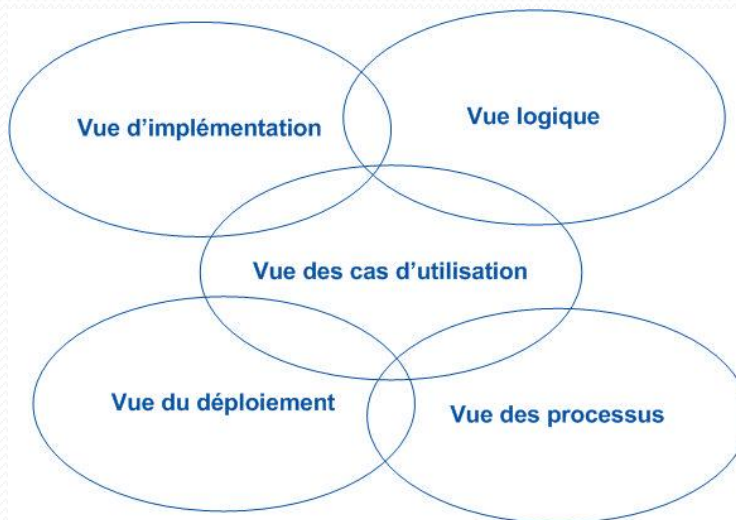 Vue d'implémentation
Vue logique
Vue des cas d'utilisation
Vue du déploiement
Vue des processus